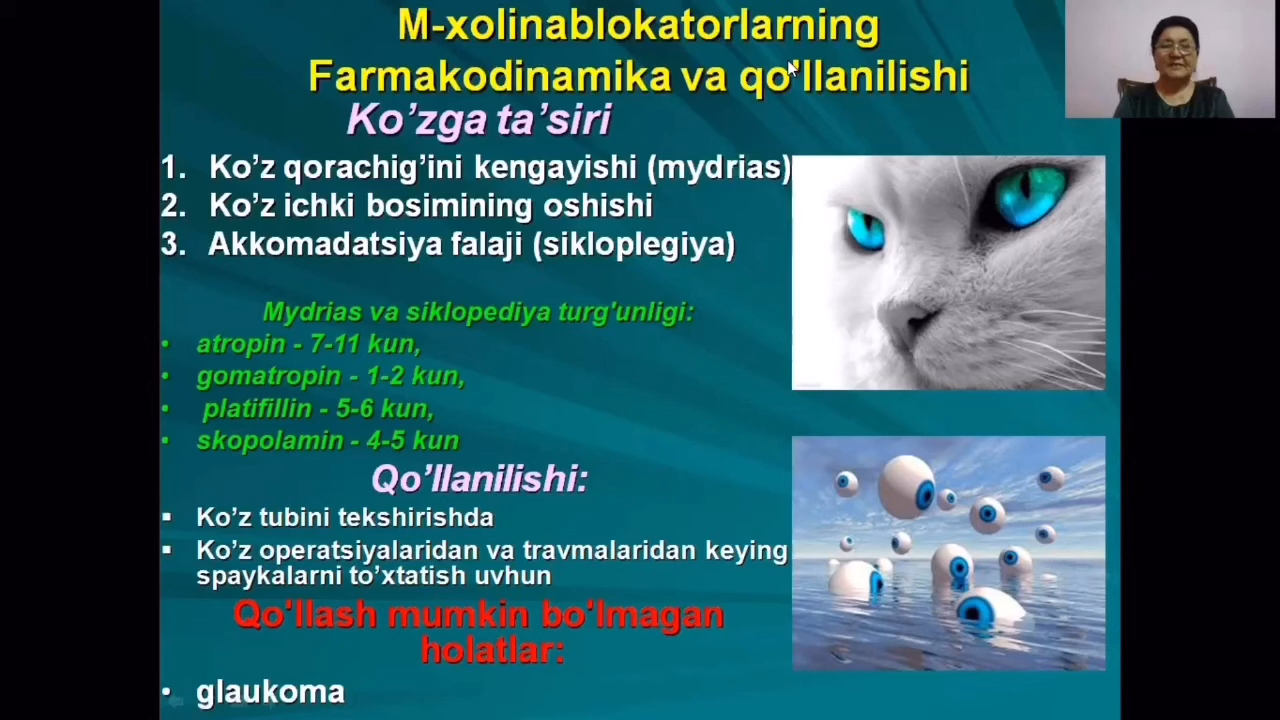 M-xolinablokatorlarning
Farmakodinamika va qo'llanilishi
Ko’zga ta’siri
1. Ko’z qorachig’ini kengayishi (mydrias)
2. Ko’z ichki bosimining oshishi
3. Akkomadatsiya falaji (sikloplegiya)
Mydrias va siklopediya turg'unligi:
• atropin - 7-11 kun,
• gomatropin - 1-2 kun,
• platifillin - 5-6 kun,
• skopolamin - 4-5 kun
Qo’llanilishi:
▪ Ko’z tubini tekshirishda
▪ Ko’z operatsiyalaridan va travmalaridan keying
spaykalarni to’xtatish uvhun
Qo'llash mumkin bo'lmagan
holatlar:
• glaukoma